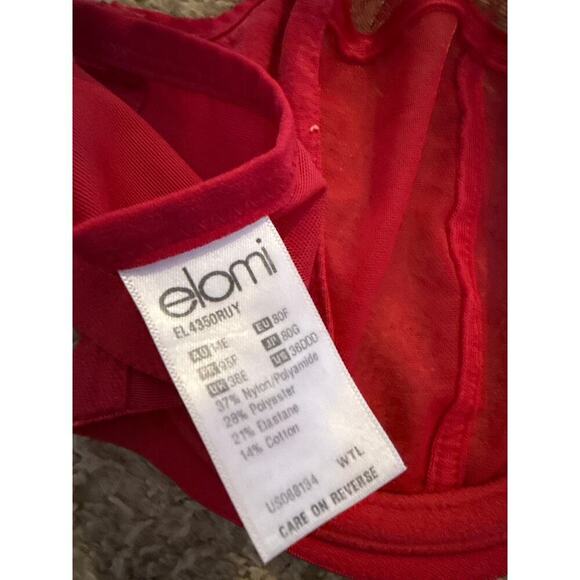 elomi
EL4350RUY
AU 14E EU 80F
FR 95F JP 80G
UK 36E US 36DDD
37% Nylon/Polyamide
28% Polyester
21% Elastane
14% Cotton
US068194 WTL
CARE ON REVERSE